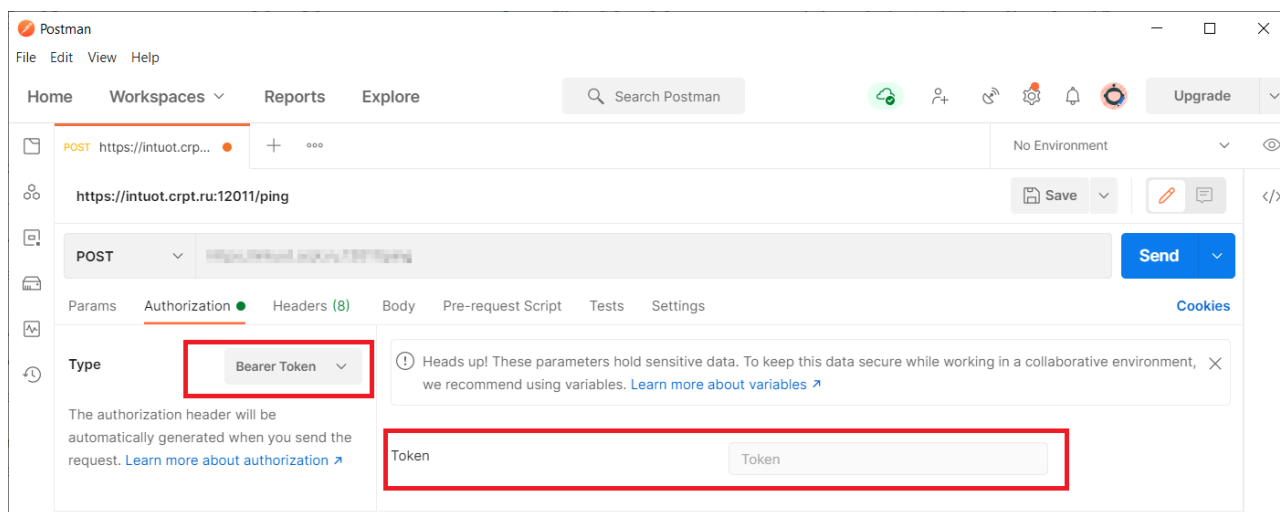 Postman
File Edit View Help
Home Workspaces Reports Explore Search Postman Upgrade
POST https://intuot.crp... No Environment
https://intuot.crpt.ru:12011/ping Save
POST Send
Params Authorization Headers (8) Body Pre-request Script Tests Settings Cookies
Type Bearer Token
The authorization header will be
automatically generated when you send the
request. Learn more about authorization ↗
Heads up! These parameters hold sensitive data. To keep this data secure while working in a collaborative environment,
we recommend using variables. Learn more about variables ↗
Token Token